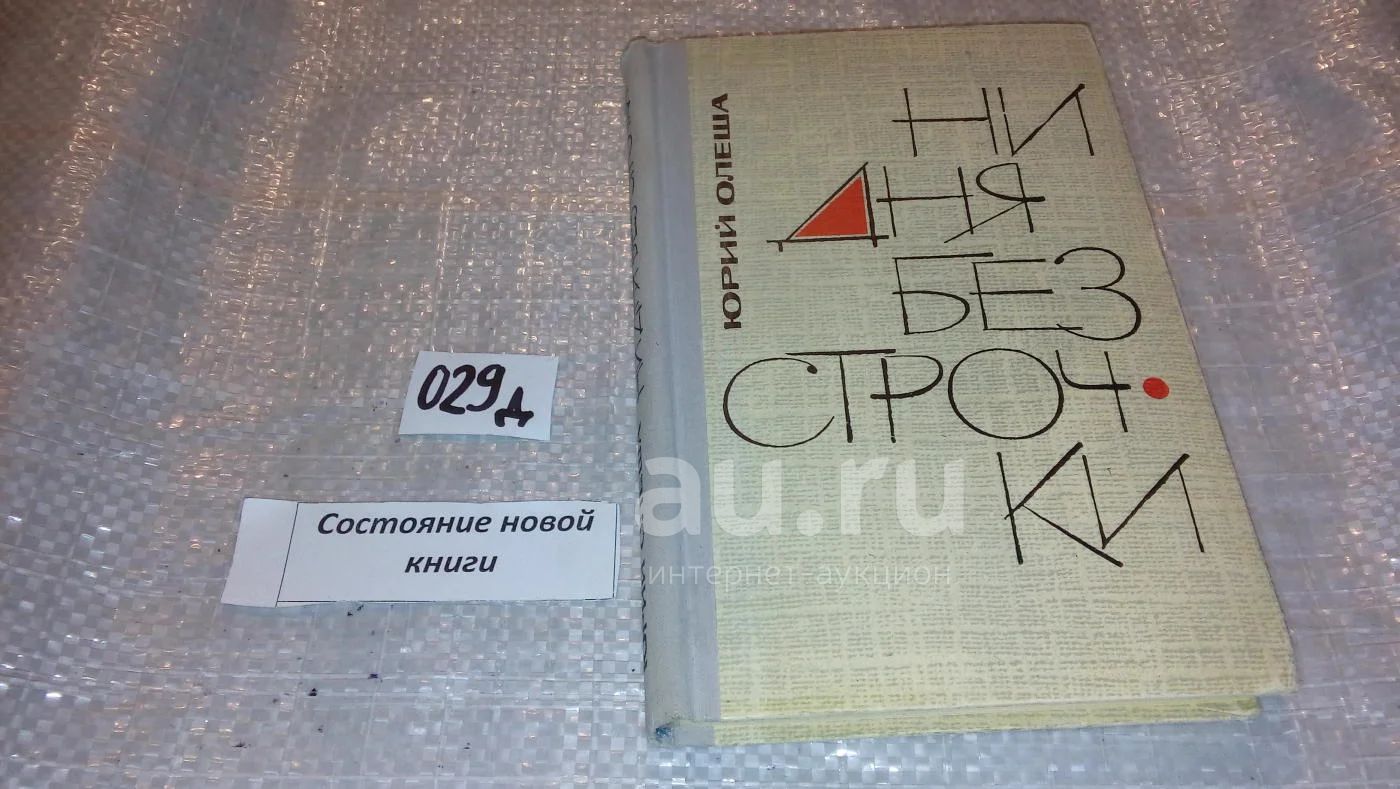 ЮРИЙ ОЛЕША
НИ
ДНЯ
БЕЗ
СТРОЧ
КИ
029д
Состояние новой
книги
au.ru
интернет-аукцион